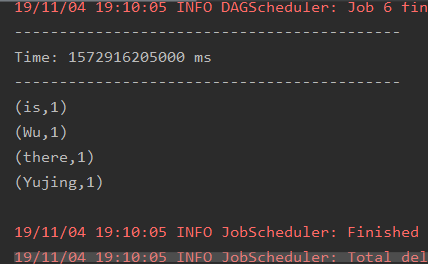 19/11/04 19:10:05 INFO DAGScheduler: Job 6 fin
-------------------------------------------
Time: 1572916205000 ms
-------------------------------------------
(is,1)
(Wu,1)
(there,1)
(Yujing,1)
19/11/04 19:10:05 INFO JobScheduler: Finished
19/11/04 19:10:05 INFO JobScheduler: Total del